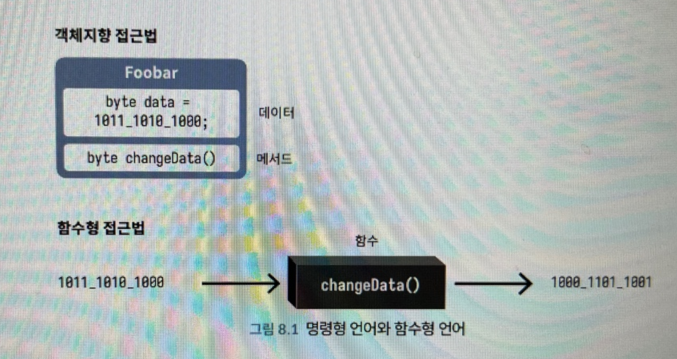 객체지향 접근법
Foobar
byte data =
1011_1010_1000;
데이터
byte changeData()
메서드
함수형 접근법
함수
1011_1010_1000
changeData()
1000_1101_1001
그림 8.1 명령형 언어와 함수형 언어